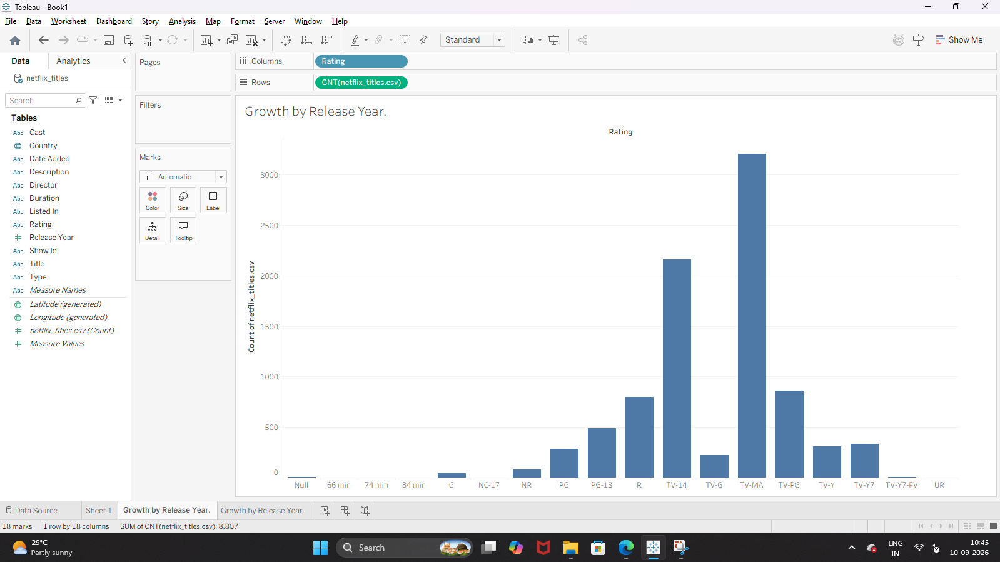 Tableau - Book1
File Data Worksheet Dashboard Story Analysis Map Format Server Window Help
Standard
Show Me
Data Analytics
netflix_titles
Search
Tables
Abc Cast
Country
Abc Date Added
Abc Description
Abc Director
Abc Duration
Abc Listed In
Abc Rating
# Release Year
Abc Show Id
Abc Title
Abc Type
Abc Measure Names
Latitude (generated)
Longitude (generated)
# netflix_titles.csv (Count)
# Measure Values
Pages
Filters
Marks
Automatic
Color Size Label
Detail Tooltip
Columns Rating
Rows CNT(netflix_titles.csv)
Growth by Release Year.
Rating
Count of netflix_titles.csv
3000
2500
2000
1500
1000
500
0
Null 66 min 74 min 84 min G NC-17 NR PG PG-13 R TV-14 TV-G TV-MA TV-PG TV-Y TV-Y7 TV-Y7-FV UR
Data Source Sheet 1 Growth by Release Year. Growth by Release Year.
18 marks 1 row by 18 columns SUM of CNT(netflix_titles.csv): 8,807
29°C
Partly sunny
Search
ENG
IN
10:45
10-09-2026